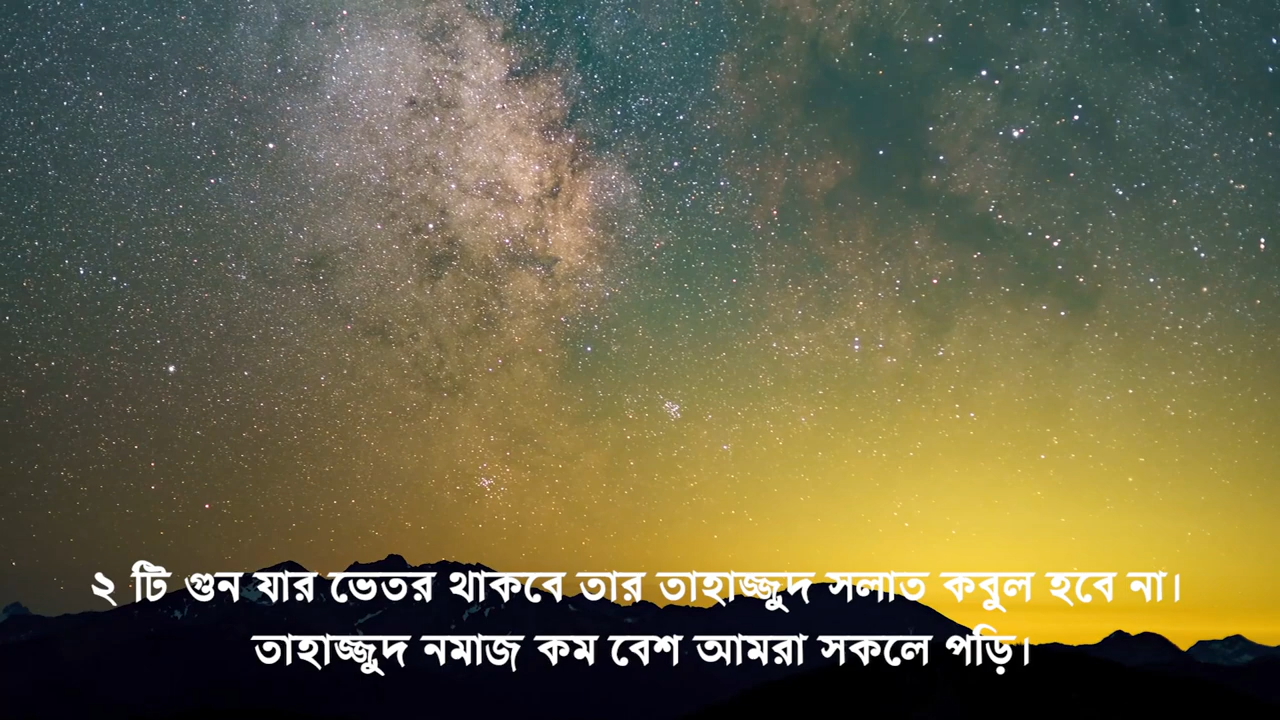 ২ টি গুন যার ভেতর থাকবে তার তাহাজ্জুদ সলাত কবুল হবে না।
তাহাজ্জুদ নমাজ কম বেশ আমরা সকলে পড়ি।